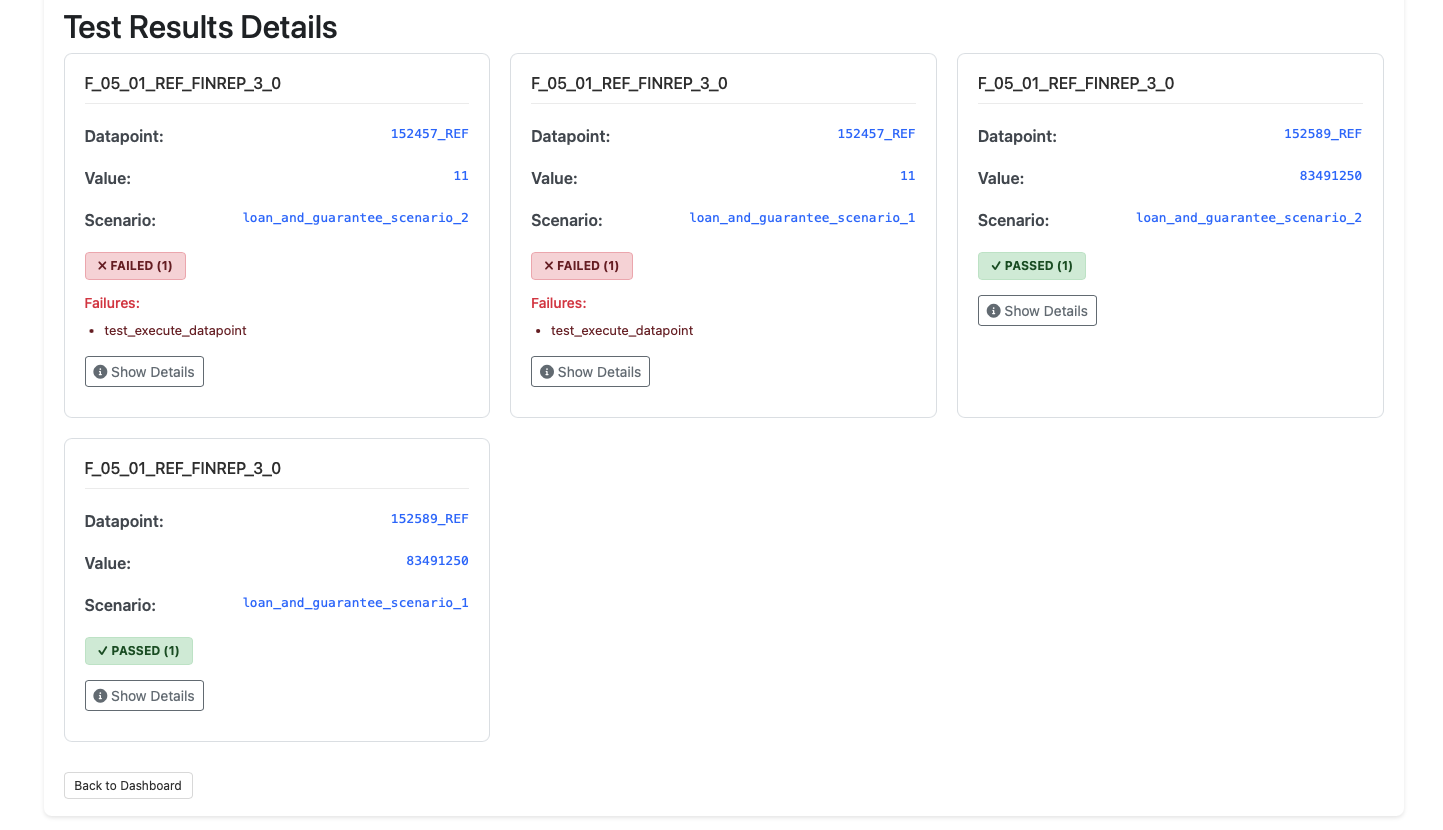 Test Results Details
F_05_01_REF_FINREP_3_0
Datapoint: 152457_REF
Value: 11
Scenario: loan_and_guarantee_scenario_2
✕ FAILED (1)
Failures:
• test_execute_datapoint
Show Details
F_05_01_REF_FINREP_3_0
Datapoint: 152457_REF
Value: 11
Scenario: loan_and_guarantee_scenario_1
✕ FAILED (1)
Failures:
• test_execute_datapoint
Show Details
F_05_01_REF_FINREP_3_0
Datapoint: 152589_REF
Value: 83491250
Scenario: loan_and_guarantee_scenario_2
✓ PASSED (1)
Show Details
F_05_01_REF_FINREP_3_0
Datapoint: 152589_REF
Value: 83491250
Scenario: loan_and_guarantee_scenario_1
✓ PASSED (1)
Show Details
Back to Dashboard